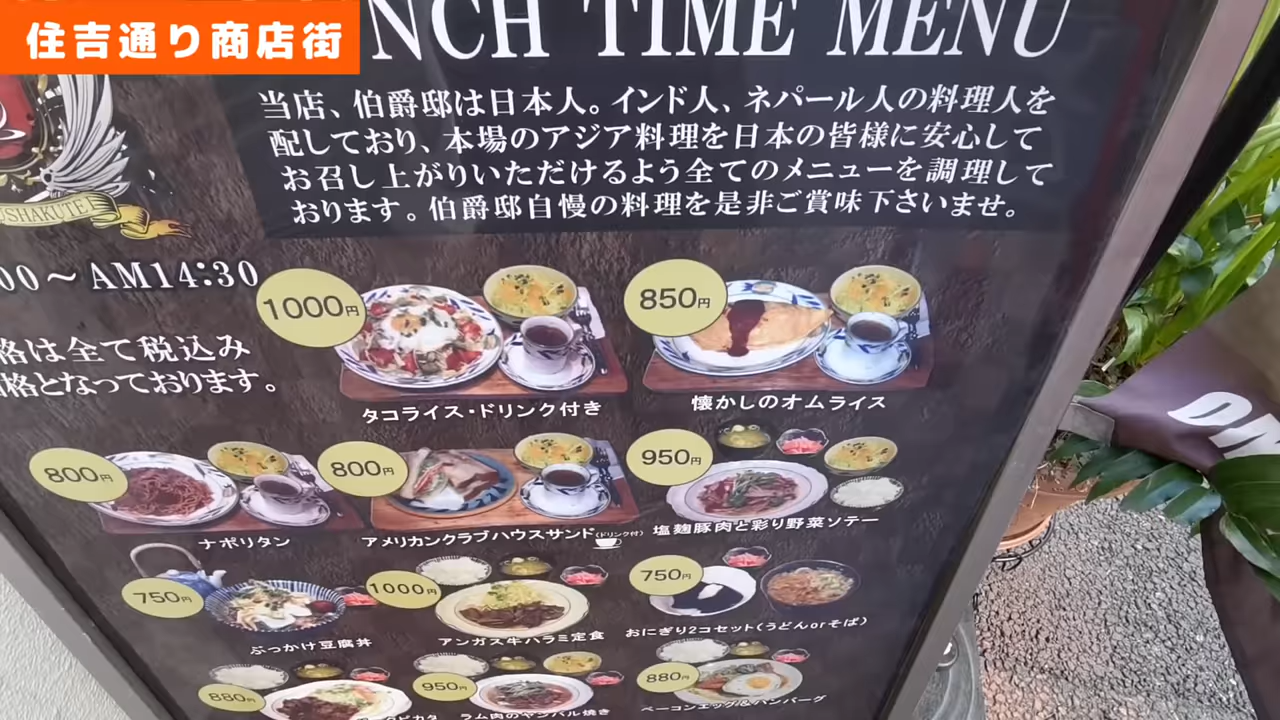 住吉通り商店街
NCH TIME MENU
当店、伯爵邸は日本人。インド人、ネパール人の料理人を
配しており、本場のアジア料理を日本の皆様に安心して
お召し上がりいただけるよう全てのメニューを調理して
おります。伯爵邸自慢の料理を是非ご賞味下さいませ。
USHAKUTEI
00～AM14:30
格は全て税込み
価格となっております。
1000円
タコライス・ドリンク付き
850円
懐かしのオムライス
800円
ナポリタン
800円
アメリカンクラブハウスサンド(ドリンク付)
950円
塩麹豚肉と彩り野菜ソテー
750円
ぶっかけ豆腐丼
1000円
アンガス牛ハラミ定食
750円
おにぎり2コセット(うどんorそば)
880円
ピカタ
950円
ラム肉のヤンバル焼き
880円
ベーコンエッグ&ハンバーグ